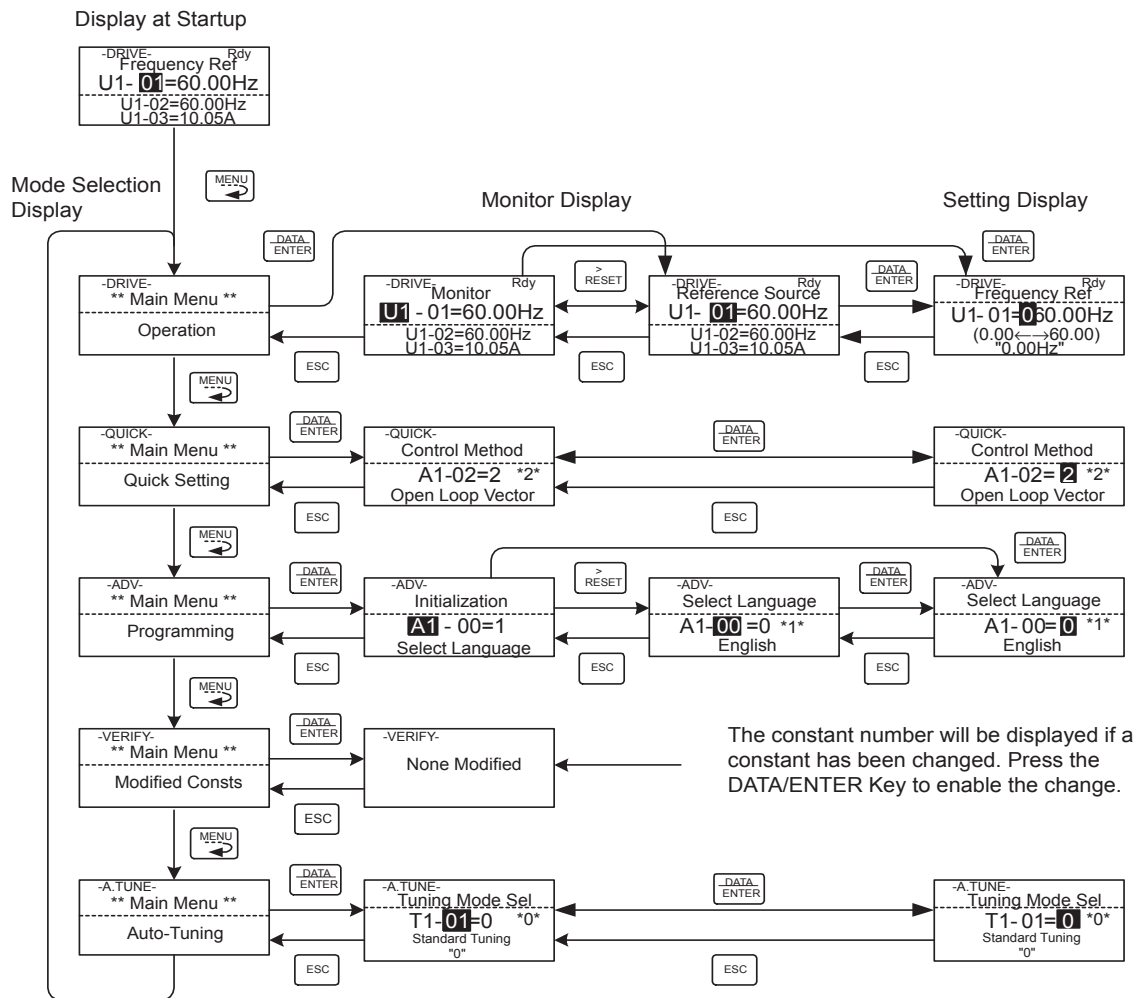 Display at Startup
-DRIVE- Rdy
Frequency Ref
U1- 01=60.00Hz
U1-02=60.00Hz
U1-03=10.05A
Mode Selection
Display
MENU
Monitor Display
Setting Display
DATA
ENTER
-DRIVE-
** Main Menu **
Operation
-DRIVE- Rdy
Monitor
U1 - 01=60.00Hz
U1-02=60.00Hz
U1-03=10.05A
>
RESET
-DRIVE- Rdy
Reference Source
U1- 01=60.00Hz
U1-02=60.00Hz
U1-03=10.05A
DATA
ENTER
DATA
ENTER
-DRIVE- Rdy
Frequency Ref
U1- 01=060.00Hz
(0.00←→60.00)
"0.00Hz"
ESC
ESC
ESC
MENU
-QUICK-
** Main Menu **
Quick Setting
DATA
ENTER
-QUICK-
Control Method
A1-02=2 *2*
Open Loop Vector
DATA
ENTER
-QUICK-
Control Method
A1-02= 2 *2*
Open Loop Vector
ESC
ESC
MENU
-ADV-
** Main Menu **
Programming
DATA
ENTER
-ADV-
Initialization
A1 - 00=1
Select Language
>
RESET
-ADV-
Select Language
A1-00 =0 *1*
English
DATA
ENTER
DATA
ENTER
-ADV-
Select Language
A1- 00=0 *1*
English
ESC
ESC
ESC
MENU
-VERIFY-
** Main Menu **
Modified Consts
DATA
ENTER
-VERIFY-
None Modified
The constant number will be displayed if a
constant has been changed. Press the
DATA/ENTER Key to enable the change.
ESC
MENU
-A.TUNE-
** Main Menu **
Auto-Tuning
DATA
ENTER
-A.TUNE-
Tuning Mode Sel
T1-01=0 *0*
Standard Tuning
"0"
DATA
ENTER
-A.TUNE-
Tuning Mode Sel
T1- 01=0 *0*
Standard Tuning
"0"
ESC
ESC